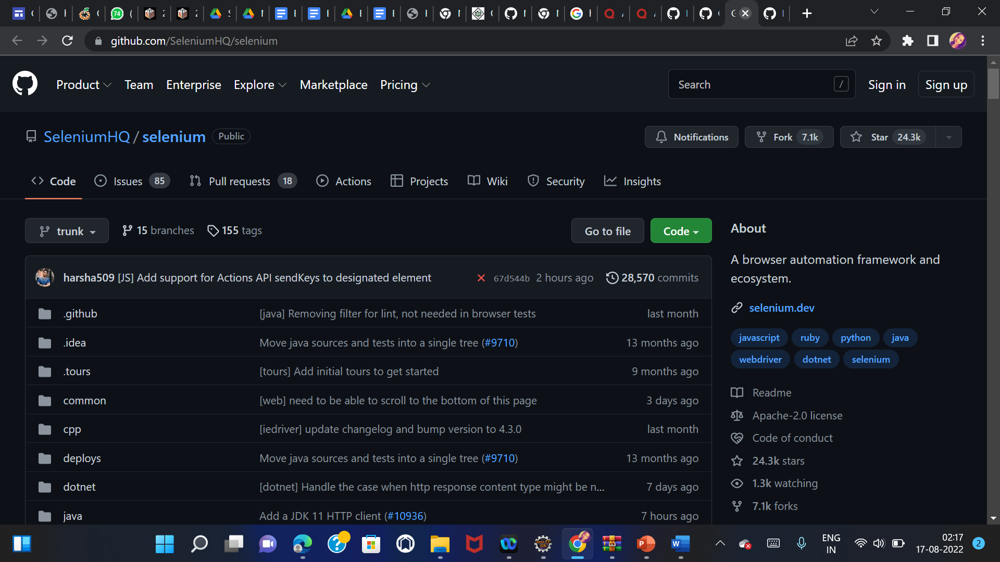 74
github.com/SeleniumHQ/selenium
Product Team Enterprise Explore Marketplace Pricing
Search /
Sign in Sign up
SeleniumHQ / selenium Public
Notifications Fork 7.1k Star 24.3k
Code Issues 85 Pull requests 18 Actions Projects Wiki Security Insights
trunk 15 branches 155 tags
Go to file Code
harsha509 [JS] Add support for Actions API sendKeys to designated element 67d544b 2 hours ago 28,570 commits
.github [java] Removing filter for lint, not needed in browser tests last month
.idea Move java sources and tests into a single tree (#9710) 13 months ago
.tours [tours] Add initial tours to get started 9 months ago
common [web] need to be able to scroll to the bottom of this page 3 days ago
cpp [iedriver] update changelog and bump version to 4.3.0 last month
deploys Move java sources and tests into a single tree (#9710) 13 months ago
dotnet [dotnet] Handle the case when http response content type might be n... 7 days ago
java Add a JDK 11 HTTP client (#10936) 7 hours ago
About
A browser automation framework and
ecosystem.
selenium.dev
javascript ruby python java
webdriver dotnet selenium
Readme
Apache-2.0 license
Code of conduct
24.3k stars
1.3k watching
7.1k forks
ENG
IN
02:17
17-08-2022
2